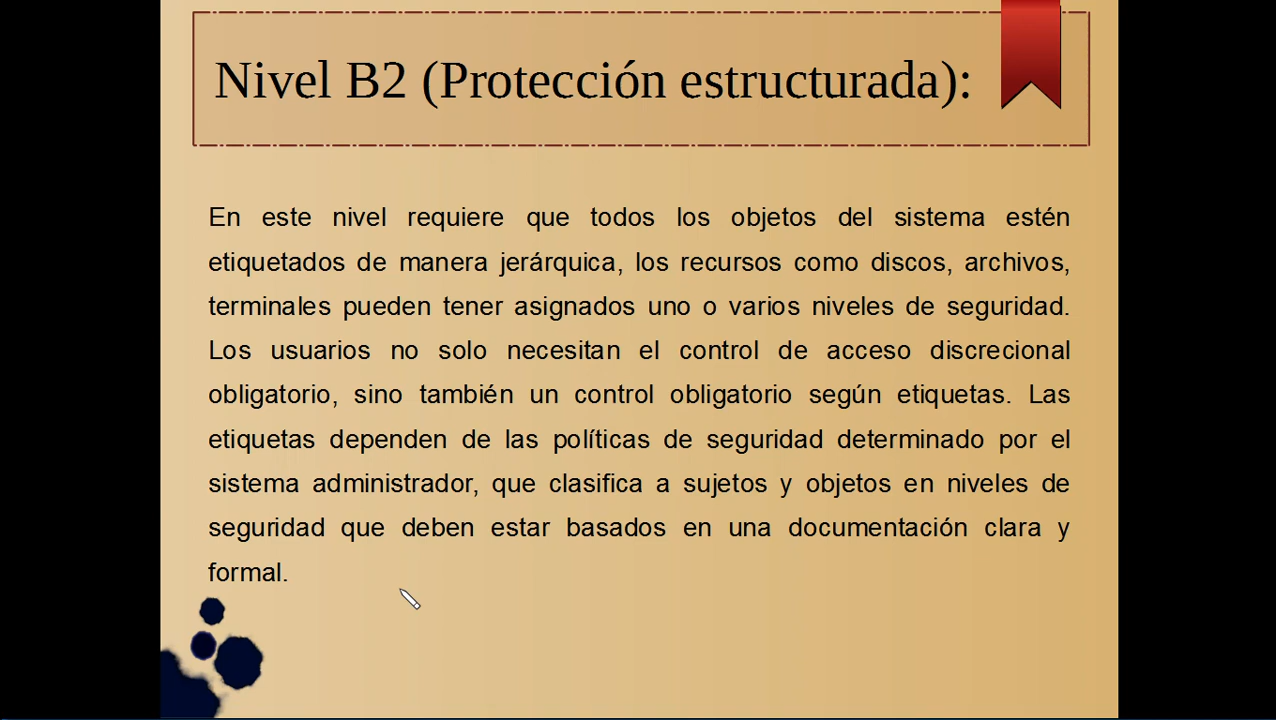 Nivel B2 (Protección estructurada):
En este nivel requiere que todos los objetos del sistema estén
etiquetados de manera jerárquica, los recursos como discos, archivos,
terminales pueden tener asignados uno o varios niveles de seguridad.
Los usuarios no solo necesitan el control de acceso discrecional
obligatorio, sino también un control obligatorio según etiquetas. Las
etiquetas dependen de las políticas de seguridad determinado por el
sistema administrador, que clasifica a sujetos y objetos en niveles de
seguridad que deben estar basados en una documentación clara y
formal.